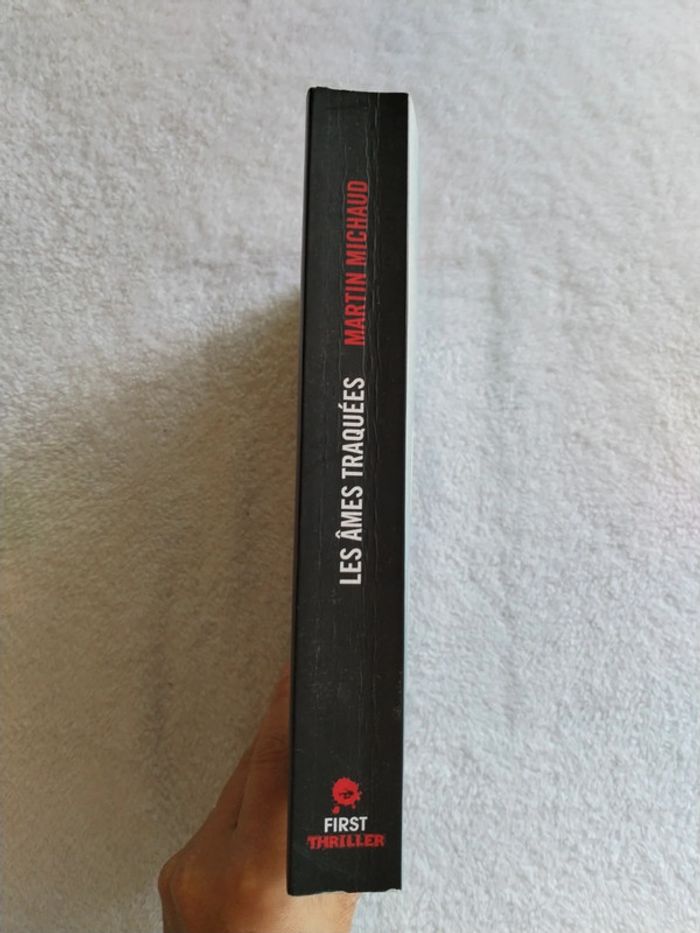 LES ÂMES TRAQUÉES MARTIN MICHAUD
FIRST
THRILLER